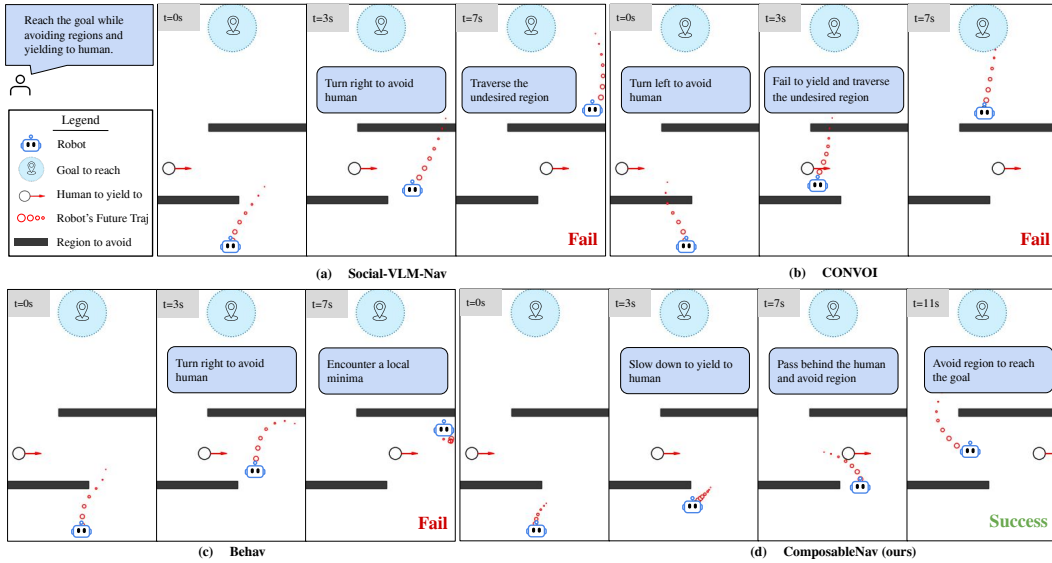 Reach the goal while
avoiding regions and
yielding to human.
Legend
Robot
Goal to reach
Human to yield to
Robot's Future Traj
Region to avoid
t=0s
t=3s
Turn right to avoid
human
t=7s
Traverse the
undesired region
Fail
(a) Social-VLM-Nav
t=0s
Turn left to avoid
human
t=3s
Fail to yield and traverse
the undesired region
t=7s
Fail
(b) CONVOI
t=0s
t=3s
Turn right to avoid
human
t=7s
Encounter a local
minima
Fail
(c) Behav
t=0s
t=3s
Slow down to yield to
human
t=7s
Pass behind the human
and avoid region
t=11s
Avoid region to reach
the goal
Success
(d) ComposableNav (ours)